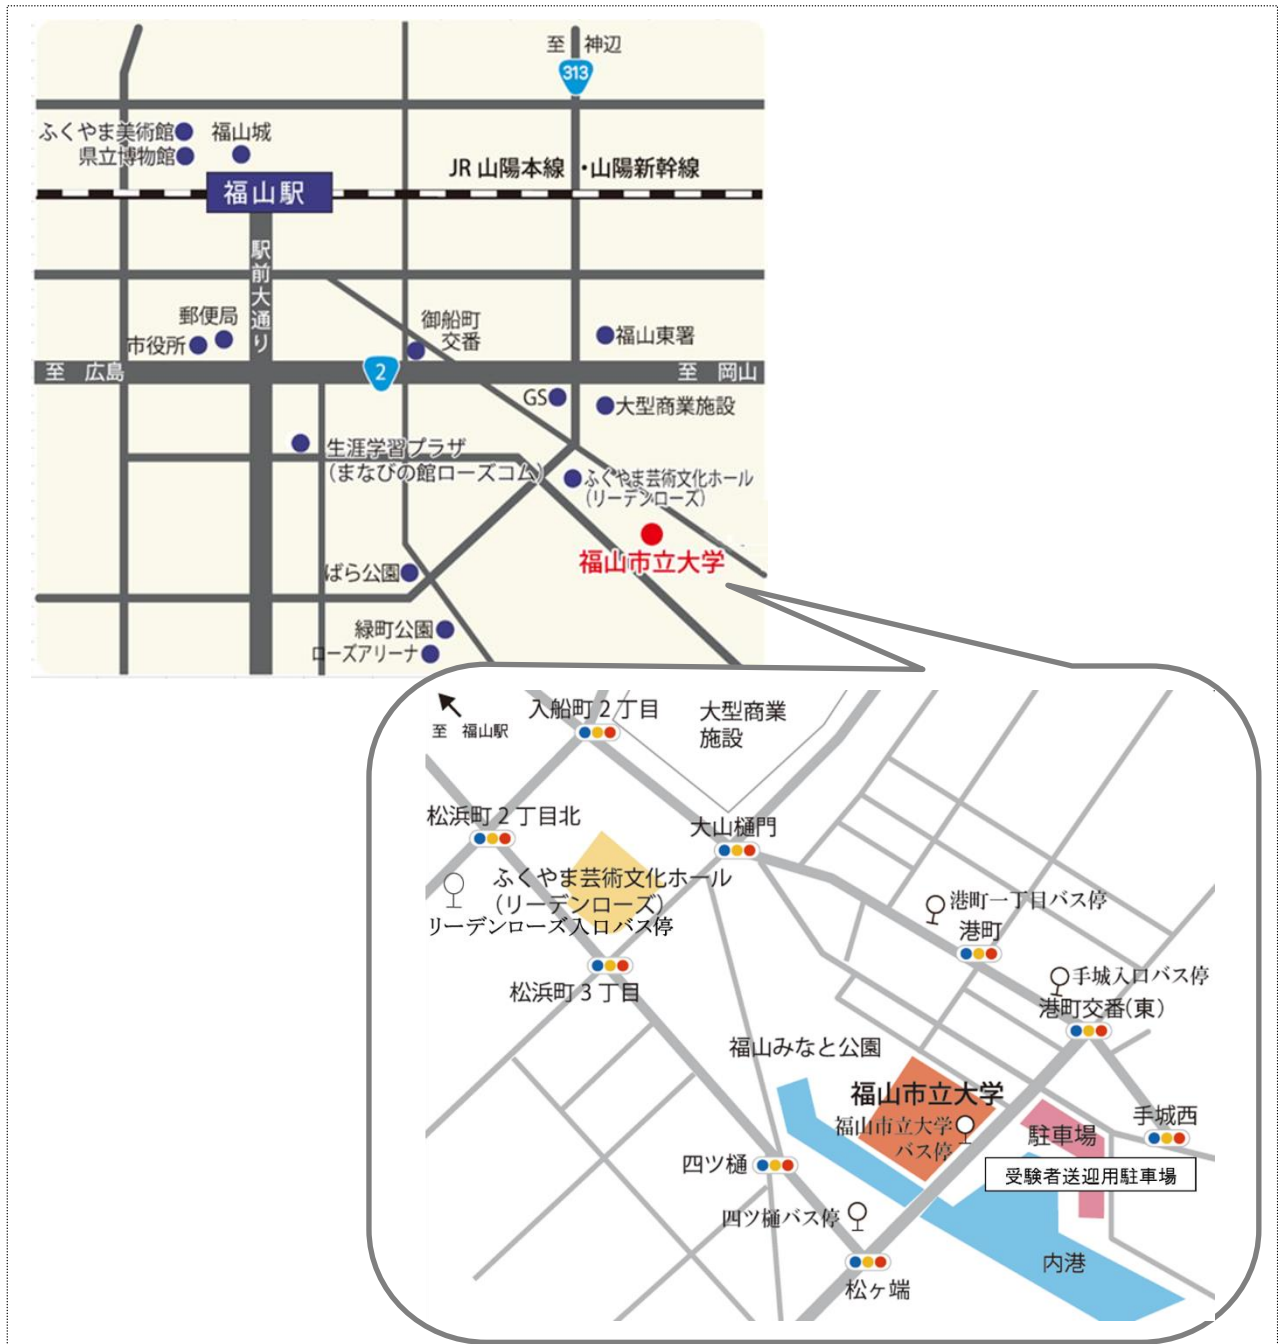 至 神辺
313
ふくやま美術館
福山城
県立博物館
JR 山陽本線 ・山陽新幹線
福山駅
駅前大通り
郵便局
市役所
御船町
交番
福山東署
至 広島
2
至 岡山
GS
大型商業施設
生涯学習プラザ
(まなびの館ローズコム)
ふくやま芸術文化ホール
(リーデンローズ)
福山市立大学
ばら公園
緑町公園
ローズアリーナ
至 福山駅
入船町 2 丁目
大型商業
施設
松浜町 2 丁目北
大山樋門
ふくやま芸術文化ホール
(リーデンローズ)
リーデンローズ入口バス停
港町一丁目バス停
港町
松浜町 3 丁目
手城入口バス停
港町交番(東)
福山みなと公園
福山市立大学
福山市立大学
バス停
駐車場
手城西
四ツ樋
受験者送迎用駐車場
四ツ樋バス停
内港
松ヶ端